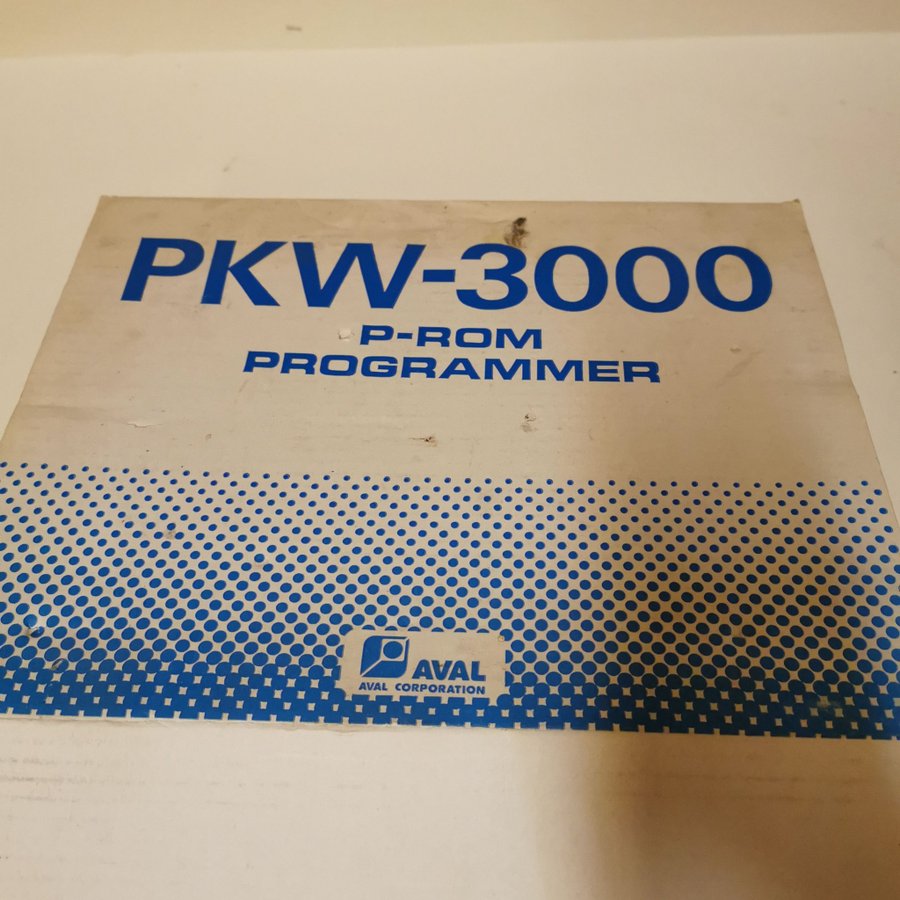 PKW-3000
P-ROM
PROGRAMMER
AVAL
AVAL CORPORATION